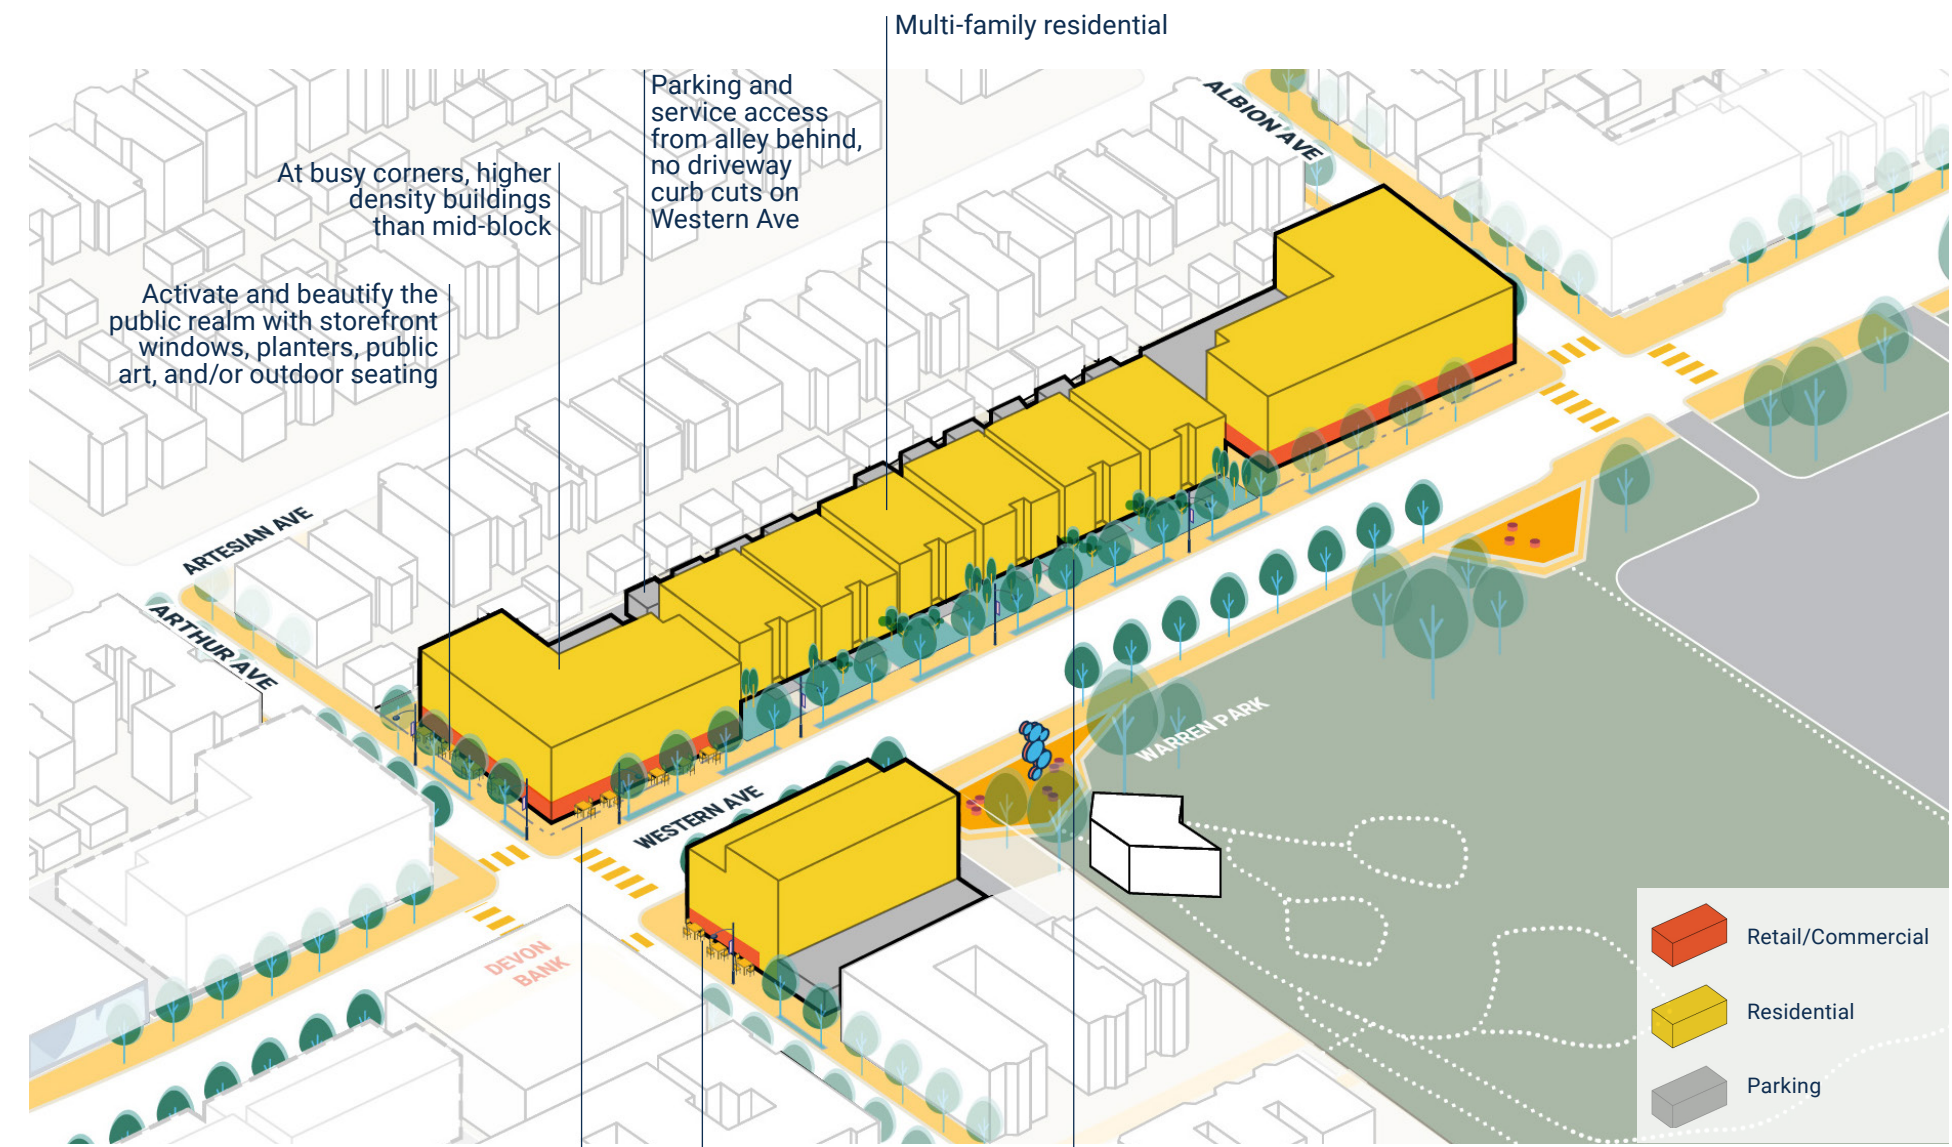 Multi-family residential
Parking and
service access
from alley behind,
no driveway
curb cuts on
Western Ave
ALBION AVE
At busy corners, higher
density buildings
than mid-block
Activate and beautify the
public realm with storefront
windows, planters, public
art, and/or outdoor seating
ARTESIAN AVE
ARTHUR AVE
WARREN PARK
WESTERN AVE
DEVON
BANK
Retail/Commercial
Residential
Parking